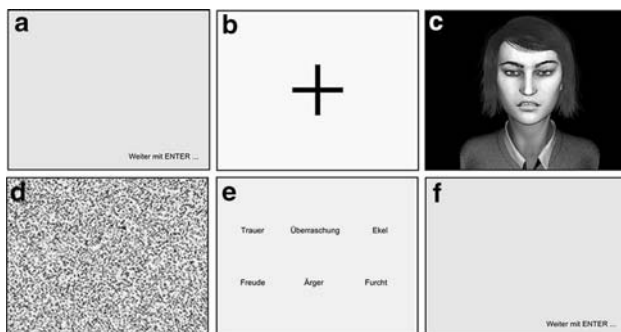 a
b
c
Weiter mit ENTER ...
d
e
f
Trauer Überraschung Ekel
Freude Ärger Furcht
Weiter mit ENTER ...